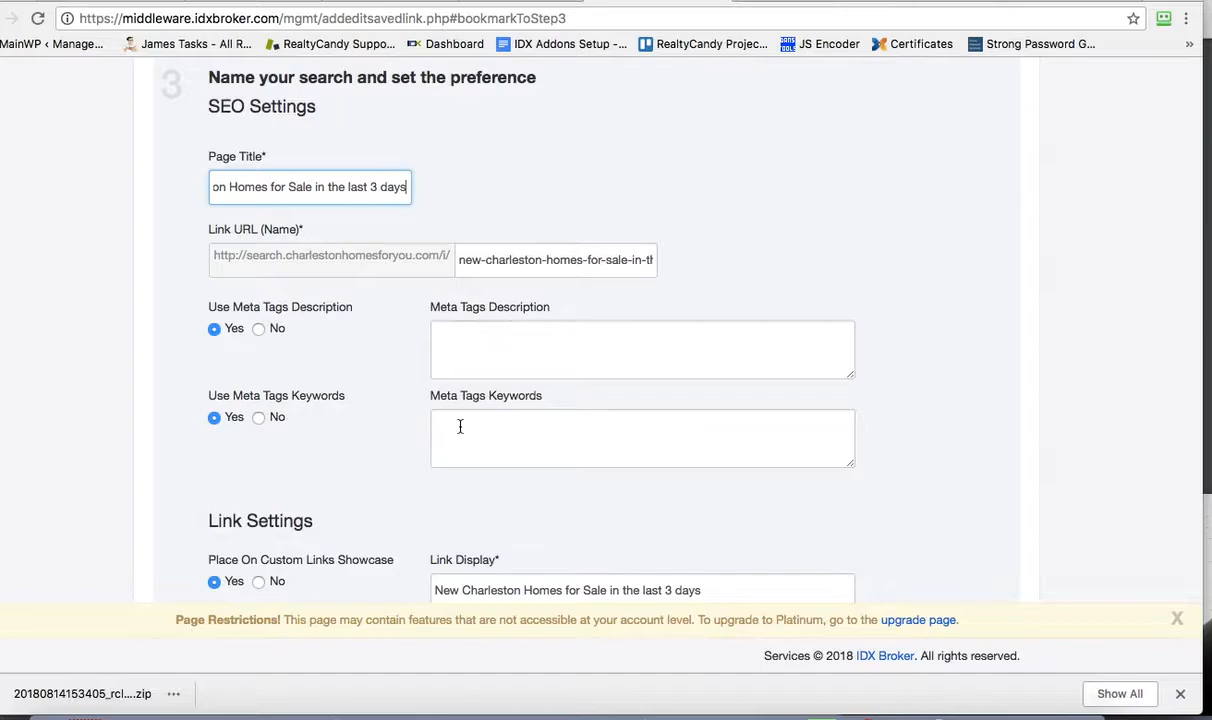 https://middleware.idxbroker.com/mgmt/addeditsavedlink.php#bookmarkToStep3
MainWP ‹ Manage... James Tasks - All R... RealtyCandy Suppo... Dashboard IDX Addons Setup -... RealtyCandy Projec... JS Encoder Certificates Strong Password G... »
3 Name your search and set the preference
SEO Settings
Page Title*
on Homes for Sale in the last 3 days
Link URL (Name)*
http://search.charlestonhomesforyou.com/i/ new-charleston-homes-for-sale-in-th
Use Meta Tags Description Meta Tags Description
Yes No
Use Meta Tags Keywords Meta Tags Keywords
Yes No
Link Settings
Place On Custom Links Showcase Link Display*
Yes No New Charleston Homes for Sale in the last 3 days
Page Restrictions! This page may contain features that are not accessible at your account level. To upgrade to Platinum, go to the upgrade page. X
Services © 2018 IDX Broker. All rights reserved.
20180814153405_rcl....zip ... Show All